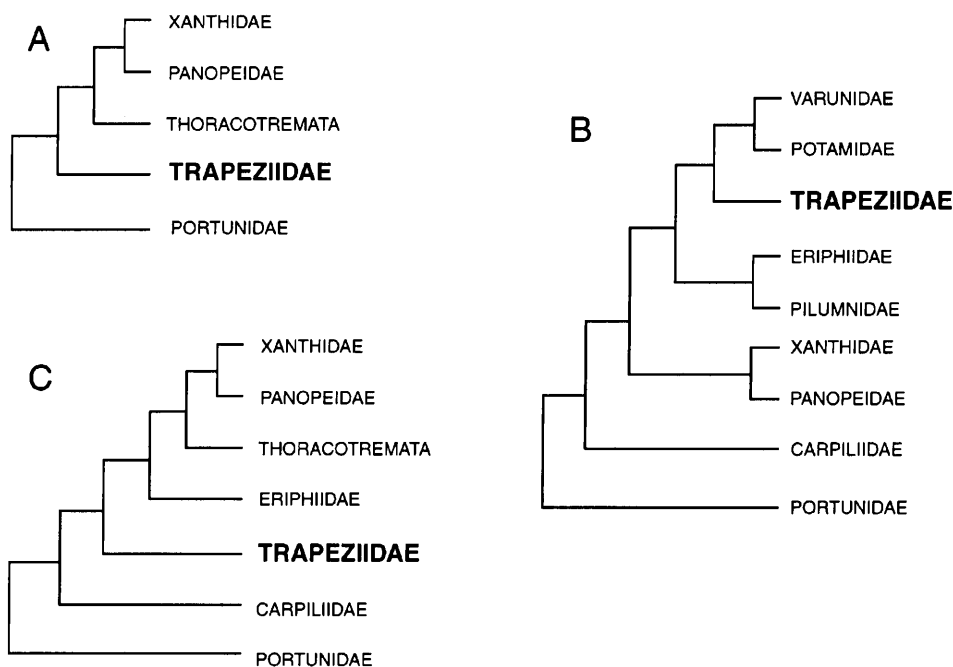 A
XANTHIDAE
PANOPEIDAE
THORACOTREMATA
TRAPEZIIDAE
PORTUNIDAE
B
VARUNIDAE
POTAMIDAE
TRAPEZIIDAE
ERIPHIIDAE
PILUMNIDAE
XANTHIDAE
PANOPEIDAE
CARPILIIDAE
PORTUNIDAE
C
XANTHIDAE
PANOPEIDAE
THORACOTREMATA
ERIPHIIDAE
TRAPEZIIDAE
CARPILIIDAE
PORTUNIDAE